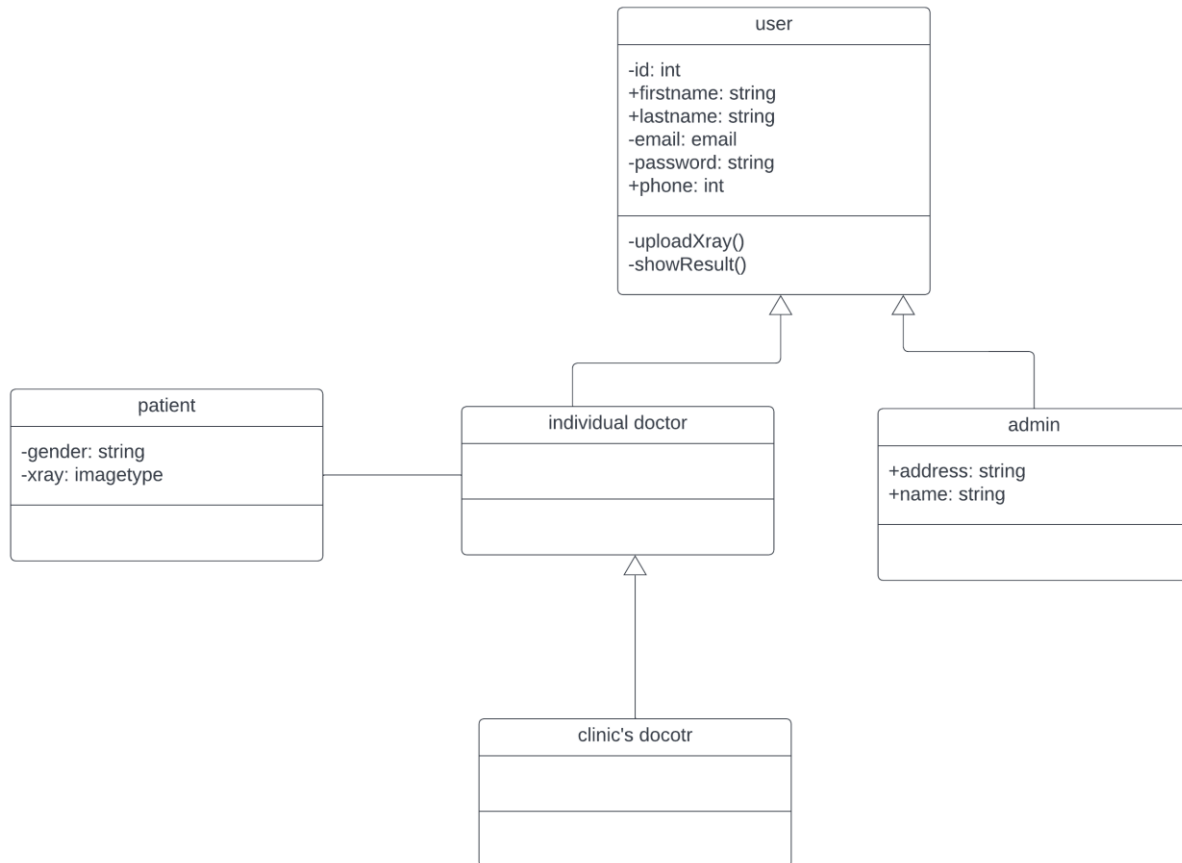 user
-id: int
+firstname: string
+lastname: string
-email: email
-password: string
+phone: int
-uploadXray()
-showResult()
patient
-gender: string
-xray: imagetype
individual doctor
admin
+address: string
+name: string
clinic's docotr